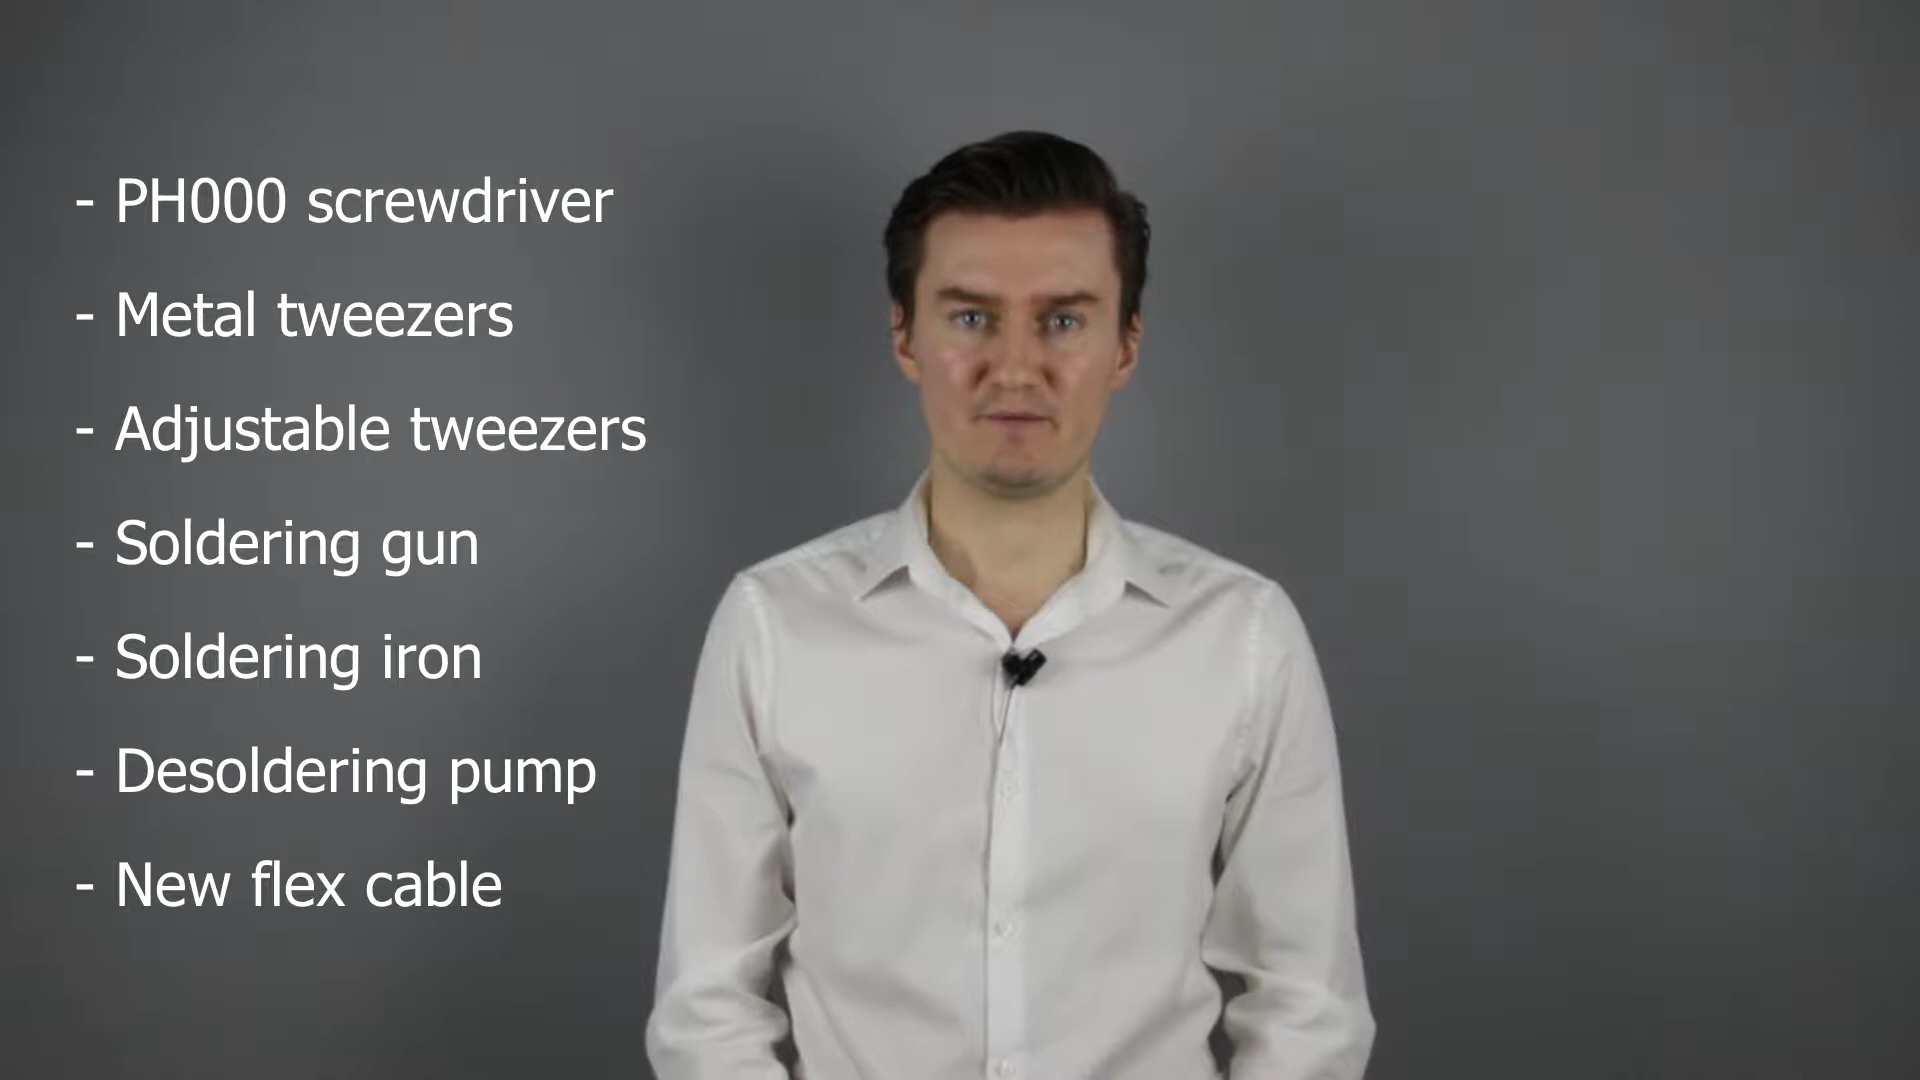 - PH000 screwdriver
- Metal tweezers
- Adjustable tweezers
- Soldering gun
- Soldering iron
- Desoldering pump
- New flex cable